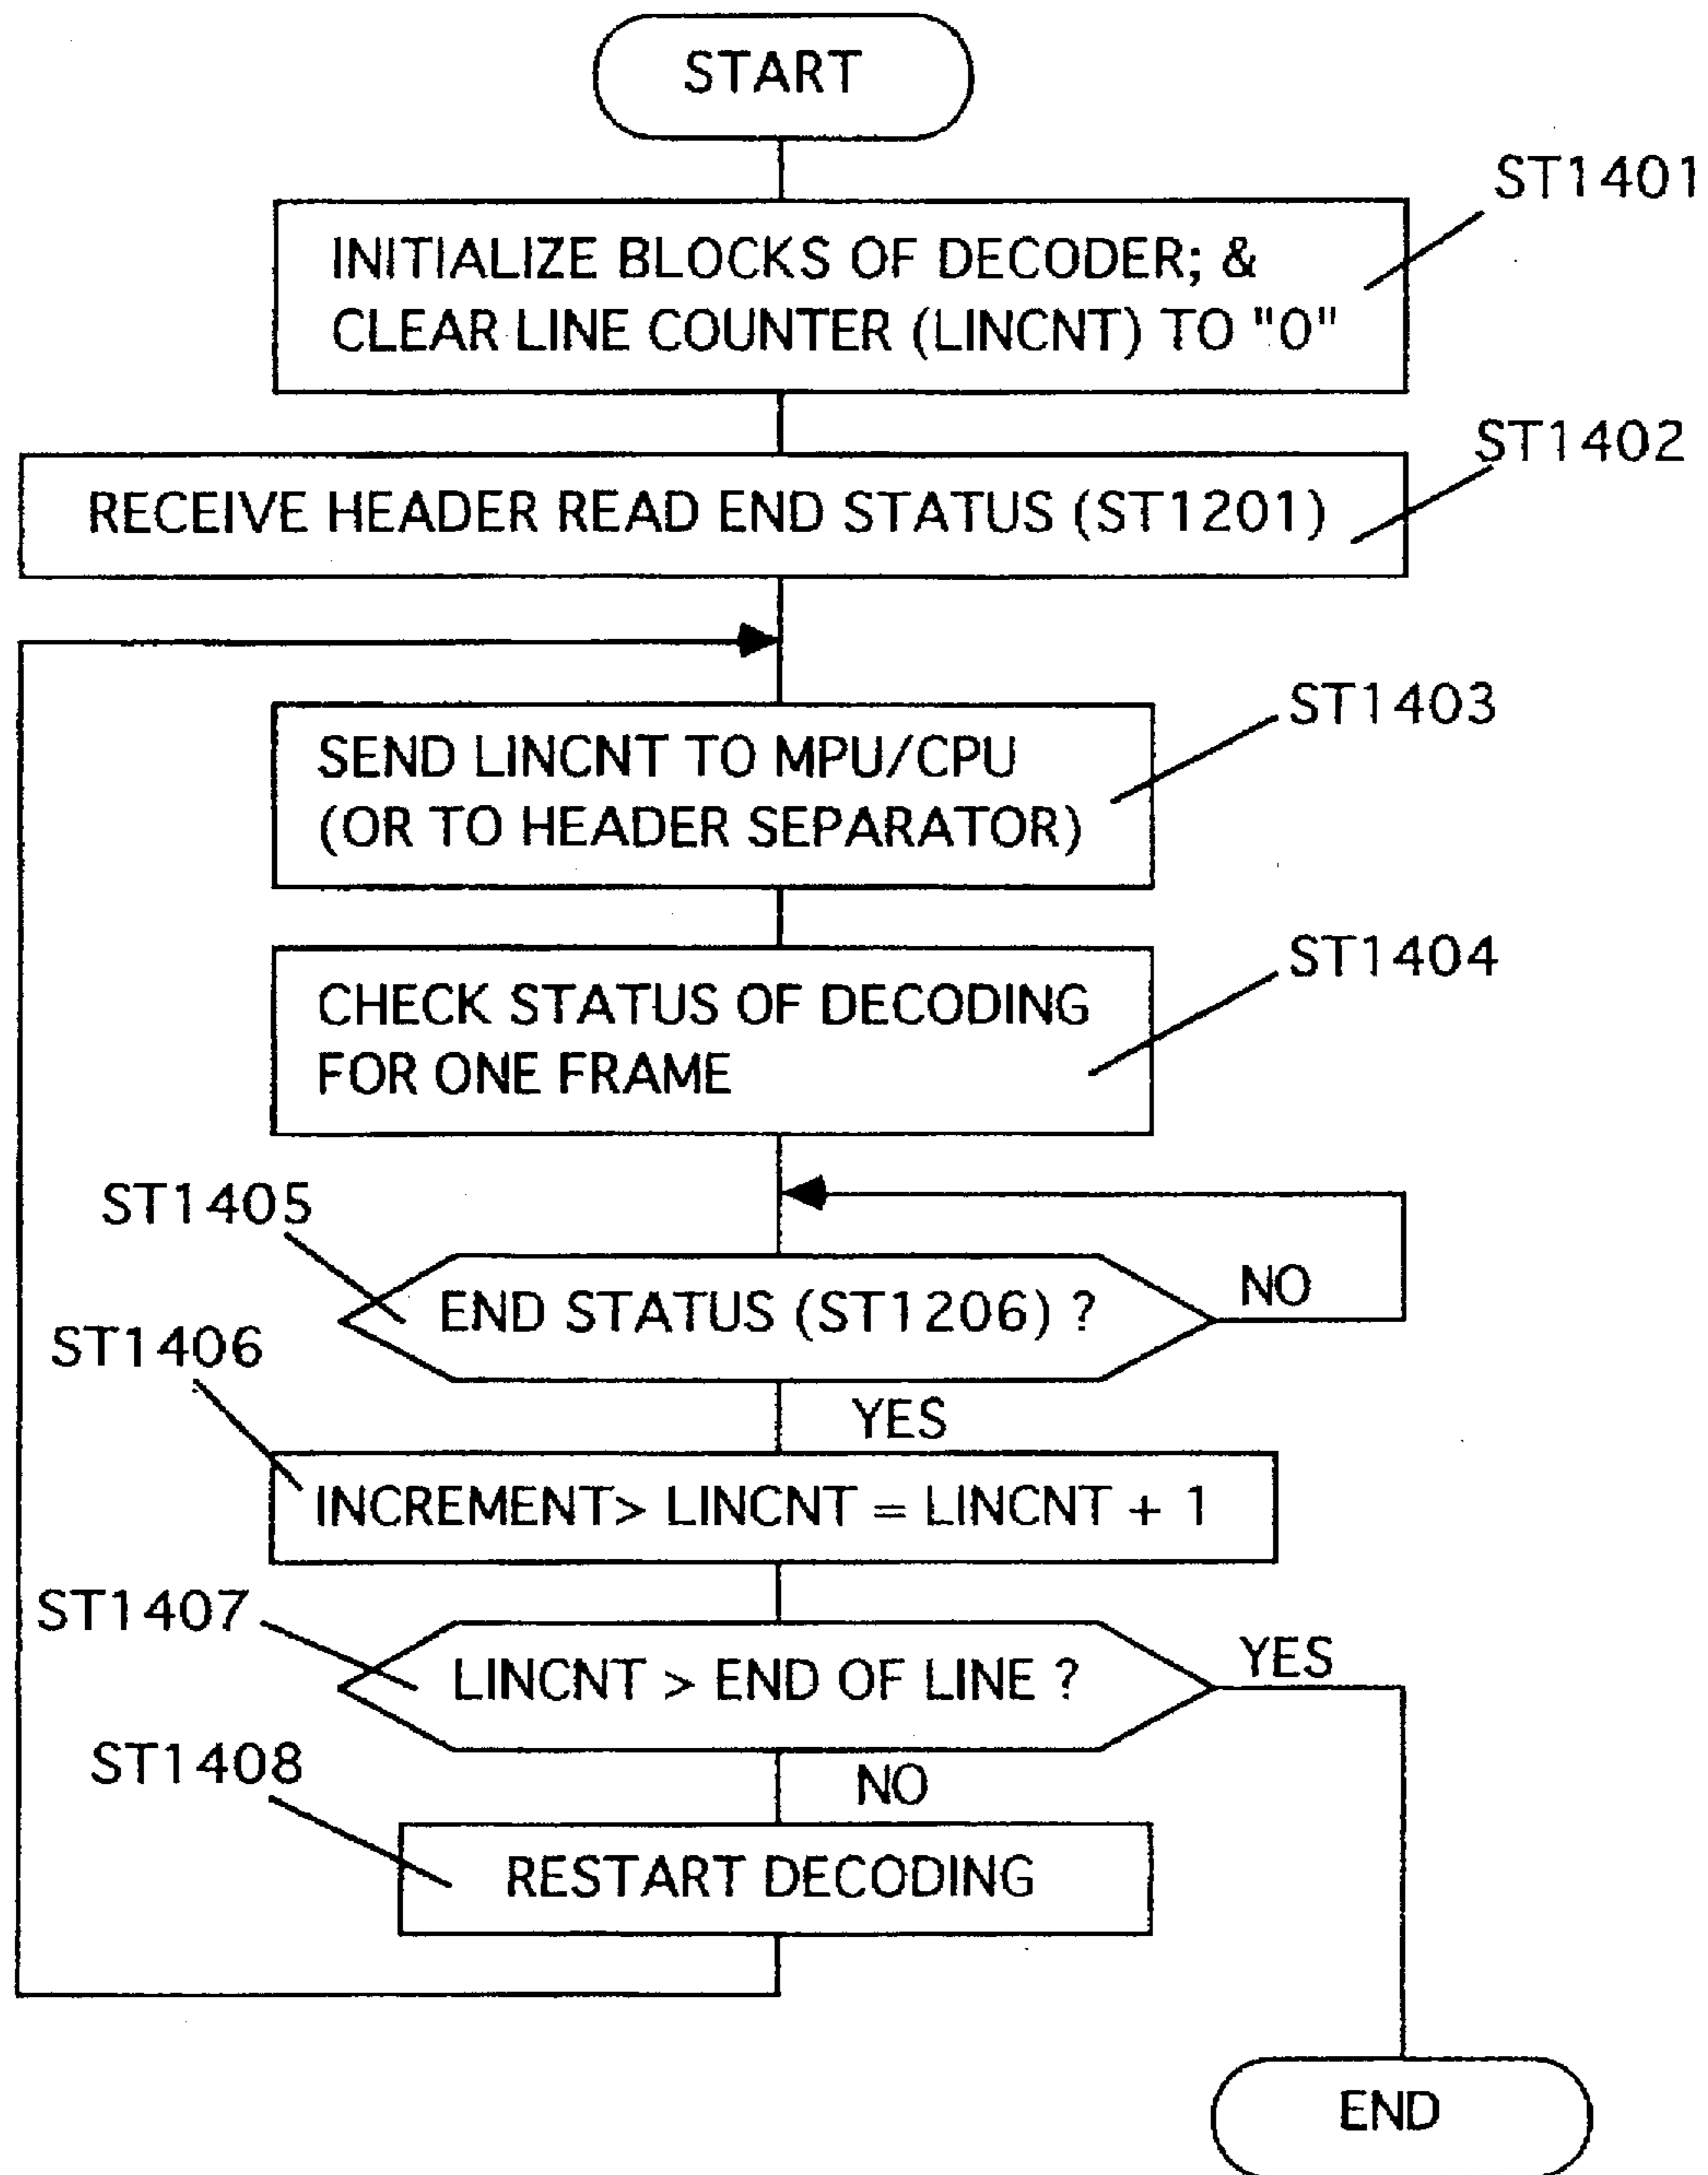 START
ST1401
INITIALIZE BLOCKS OF DECODER; &
CLEAR LINE COUNTER (LINCNT) TO "0"
ST1402
RECEIVE HEADER READ END STATUS (ST1201)
ST1403
SEND LINCNT TO MPU/CPU
(OR TO HEADER SEPARATOR)
ST1404
CHECK STATUS OF DECODING
FOR ONE FRAME
ST1405
END STATUS (ST1206) ?
NO
YES
ST1406
INCREMENT> LINCNT = LINCNT + 1
ST1407
LINCNT > END OF LINE ?
YES
NO
ST1408
RESTART DECODING
END